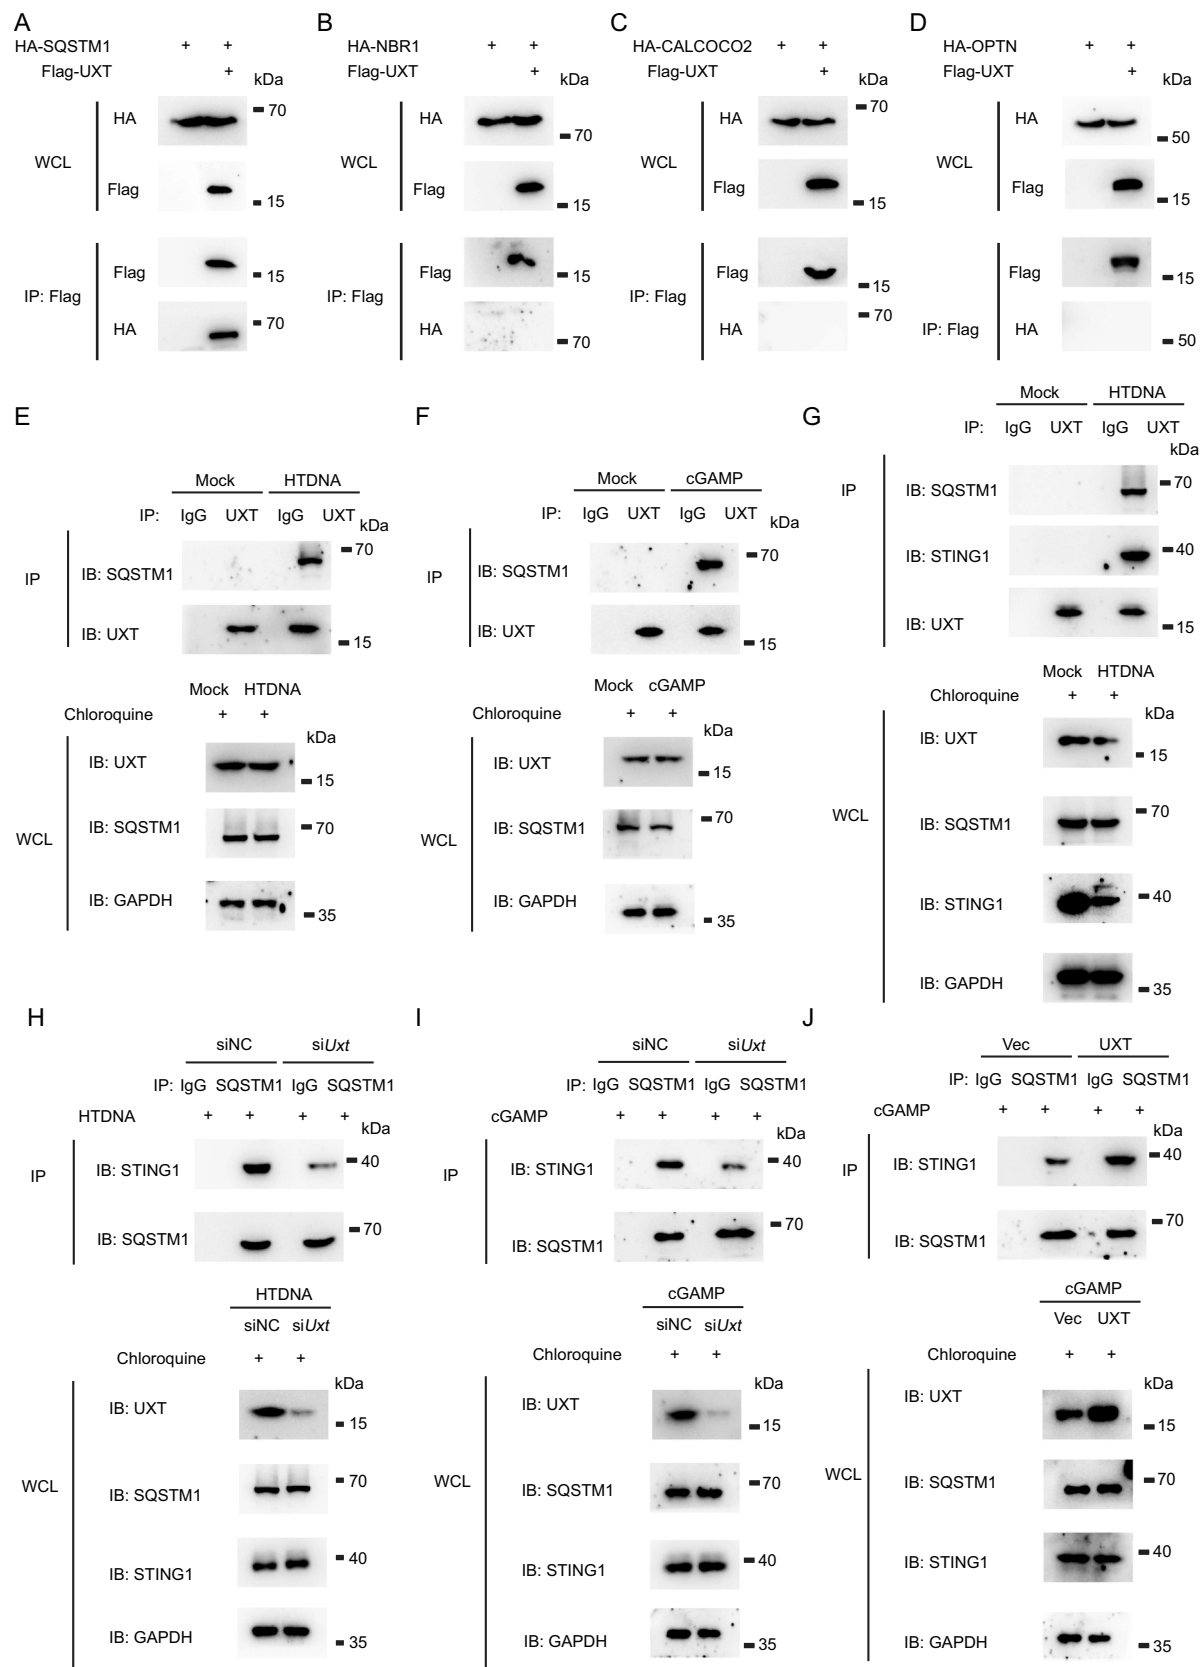 A
HA-SQSTM1 + +
Flag-UXT +
kDa
HA
70
WCL
Flag
15
Flag
15
IP: Flag
HA
70
B
HA-NBR1 + +
Flag-UXT +
kDa
HA
70
WCL
Flag
15
Flag
15
IP: Flag
HA
70
C
HA-CALCOCO2 + +
Flag-UXT +
kDa
HA
70
WCL
Flag
15
Flag
15
IP: Flag
HA
70
D
HA-OPTN + +
Flag-UXT +
kDa
HA
50
WCL
Flag
15
Flag
15
IP: Flag
HA
50
E
Mock HTDNA
IP: IgG UXT IgG UXT
kDa
IP
IB: SQSTM1
70
IB: UXT
15
Mock HTDNA
Chloroquine + +
kDa
IB: UXT
15
WCL
IB: SQSTM1
70
IB: GAPDH
35
F
Mock cGAMP
IP: IgG UXT IgG UXT
kDa
IP
IB: SQSTM1
70
IB: UXT
15
Mock cGAMP
Chloroquine + +
kDa
IB: UXT
15
WCL
IB: SQSTM1
70
IB: GAPDH
35
G
Mock HTDNA
IP: IgG UXT IgG UXT
kDa
IP
IB: SQSTM1
70
IB: STING1
40
IB: UXT
15
Mock HTDNA
Chloroquine + +
kDa
IB: UXT
15
WCL
IB: SQSTM1
70
IB: STING1
40
IB: GAPDH
35
H
siNC siUxt
IP: IgG SQSTM1 IgG SQSTM1
HTDNA + + + +
kDa
IP
IB: STING1
40
IB: SQSTM1
70
HTDNA
siNC siUxt
Chloroquine + +
kDa
IB: UXT
15
WCL
IB: SQSTM1
70
IB: STING1
40
IB: GAPDH
35
I
siNC siUxt
IP: IgG SQSTM1 IgG SQSTM1
cGAMP + + + +
kDa
IP
IB: STING1
40
IB: SQSTM1
70
cGAMP
siNC siUxt
Chloroquine + +
kDa
IB: UXT
15
WCL
IB: SQSTM1
70
IB: STING1
40
IB: GAPDH
35
J
Vec UXT
IP: IgG SQSTM1 IgG SQSTM1
cGAMP + + + +
kDa
IP
IB: STING1
40
IB: SQSTM1
70
cGAMP
Vec UXT
Chloroquine + +
kDa
IB: UXT
15
WCL
IB: SQSTM1
70
IB: STING1
40
IB: GAPDH
35